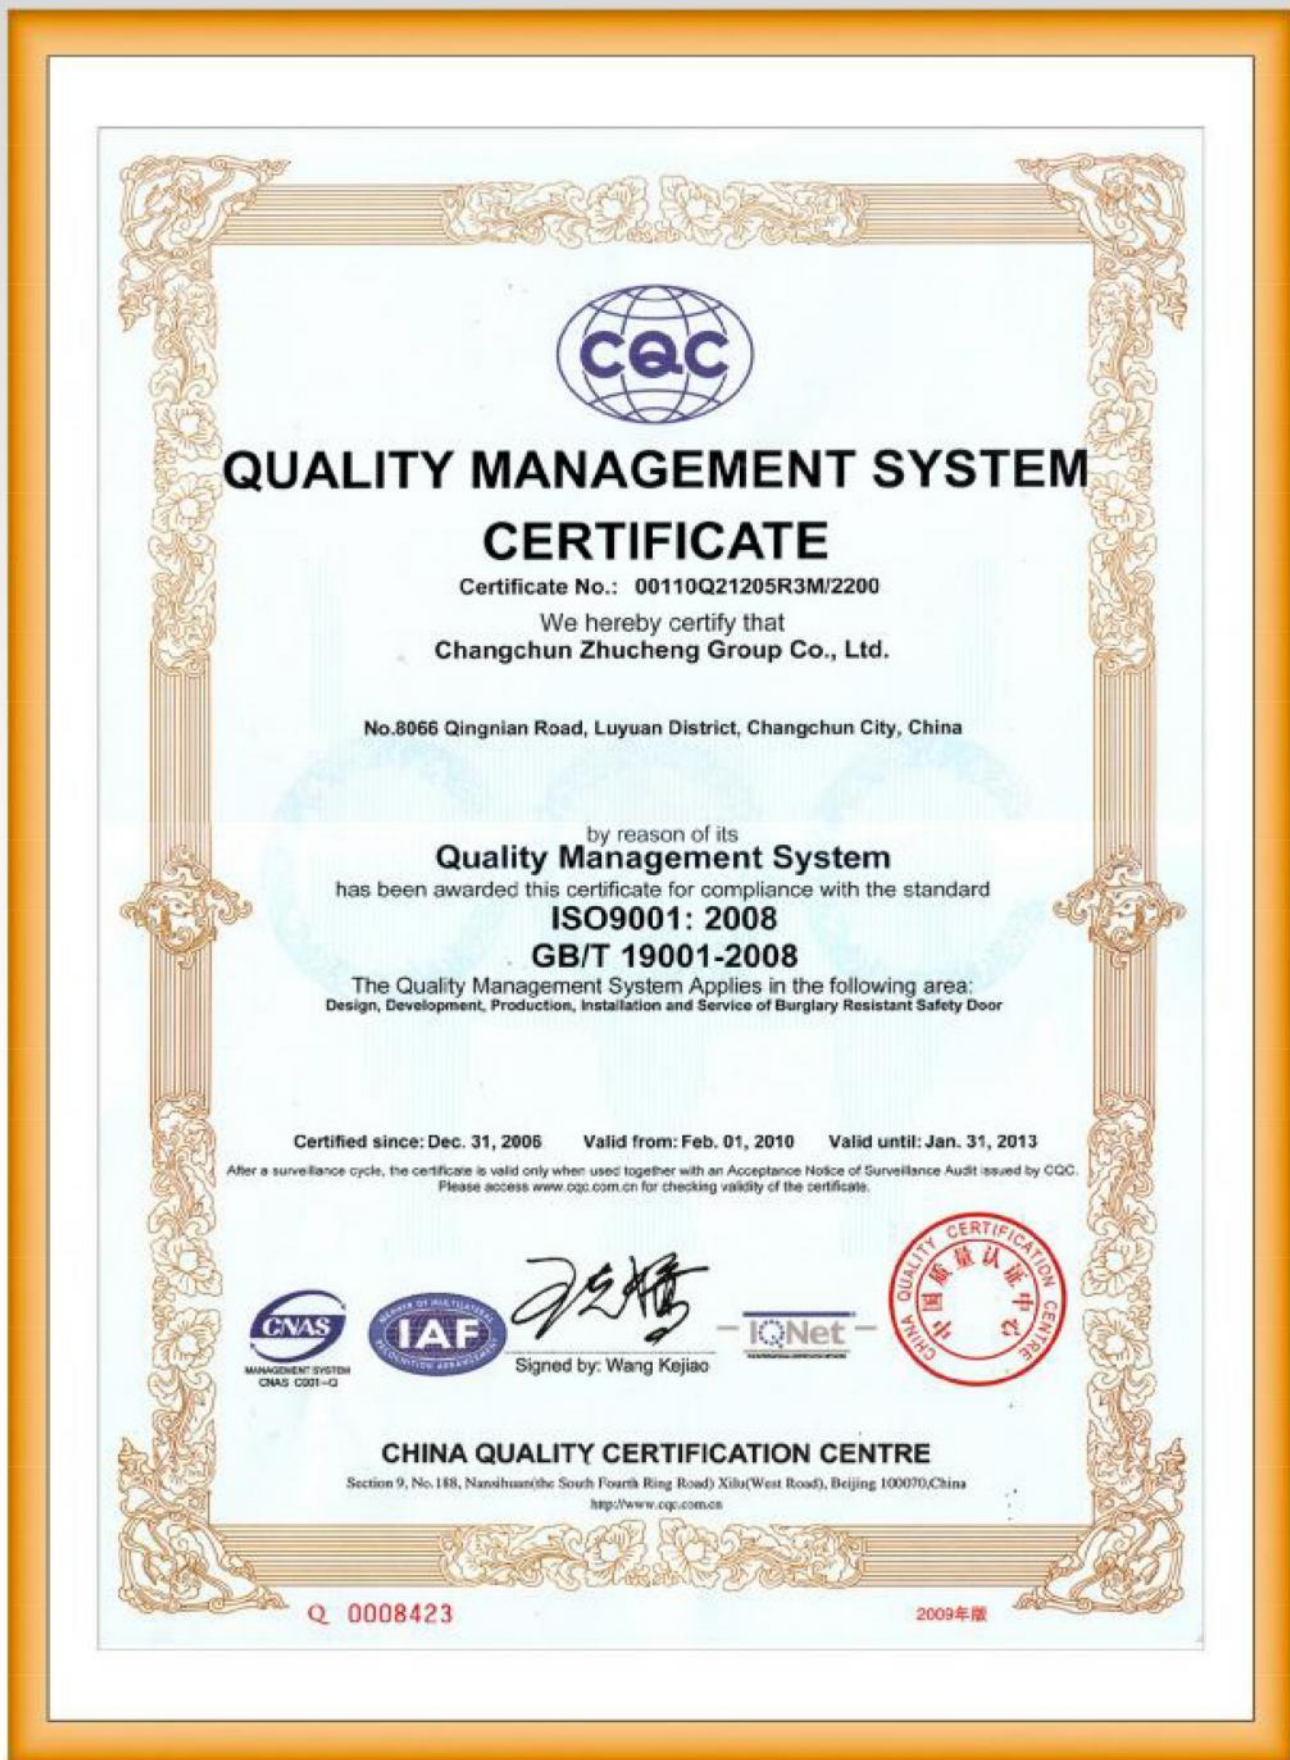 CQC
QUALITY MANAGEMENT SYSTEM
CERTIFICATE
Certificate No.: 00110Q21205R3M/2200
We hereby certify that
Changchun Zhucheng Group Co., Ltd.
No.8066 Qingnian Road, Luyuan District, Changchun City, China
by reason of its
Quality Management System
has been awarded this certificate for compliance with the standard
ISO9001: 2008
GB/T 19001-2008
The Quality Management System Applies in the following area:
Design, Development, Production, Installation and Service of Burglary Resistant Safety Door
Certified since: Dec. 31, 2006 Valid from: Feb. 01, 2010 Valid until: Jan. 31, 2013
After a surveillance cycle, the certificate is valid only when used together with an Acceptance Notice of Surveillance Audit issued by CQC.
Please access www.cqc.com.cn for checking validity of the certificate.
CNAS
MANAGEMENT SYSTEM
CNAS C001-Q
MEMBER OF MULTILATERAL
IAF
RECOGNITION ARRANGEMENT
Signed by: Wang Kejiao
IQNet
CHINA QUALITY CERTIFICATION CENTRE
中国质量认证中心
CHINA QUALITY CERTIFICATION CENTRE
Section 9, No.188, Nansihuan(the South Fourth Ring Road) Xilu(West Road), Beijing 100070,China
http://www.cqc.com.cn
Q 0008423
2009年版